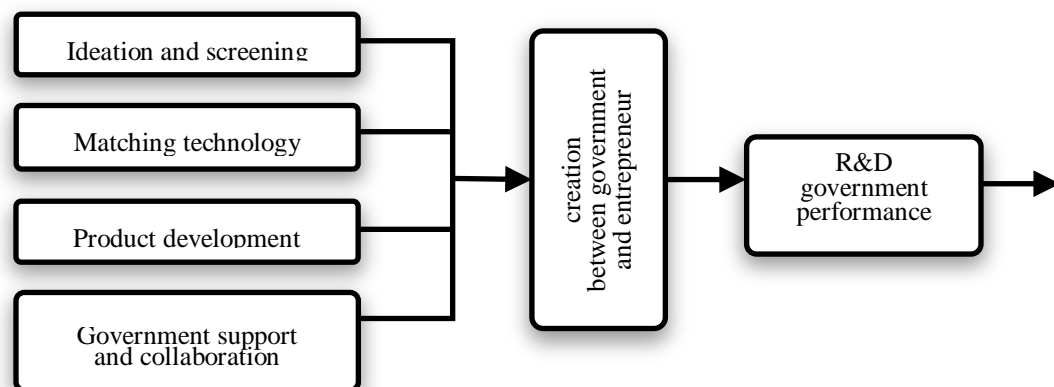 Ideation and screening
Matching technology
Product development
Government support
and collaboration
creation
between government
and entrepreneur
R&D
government
performance